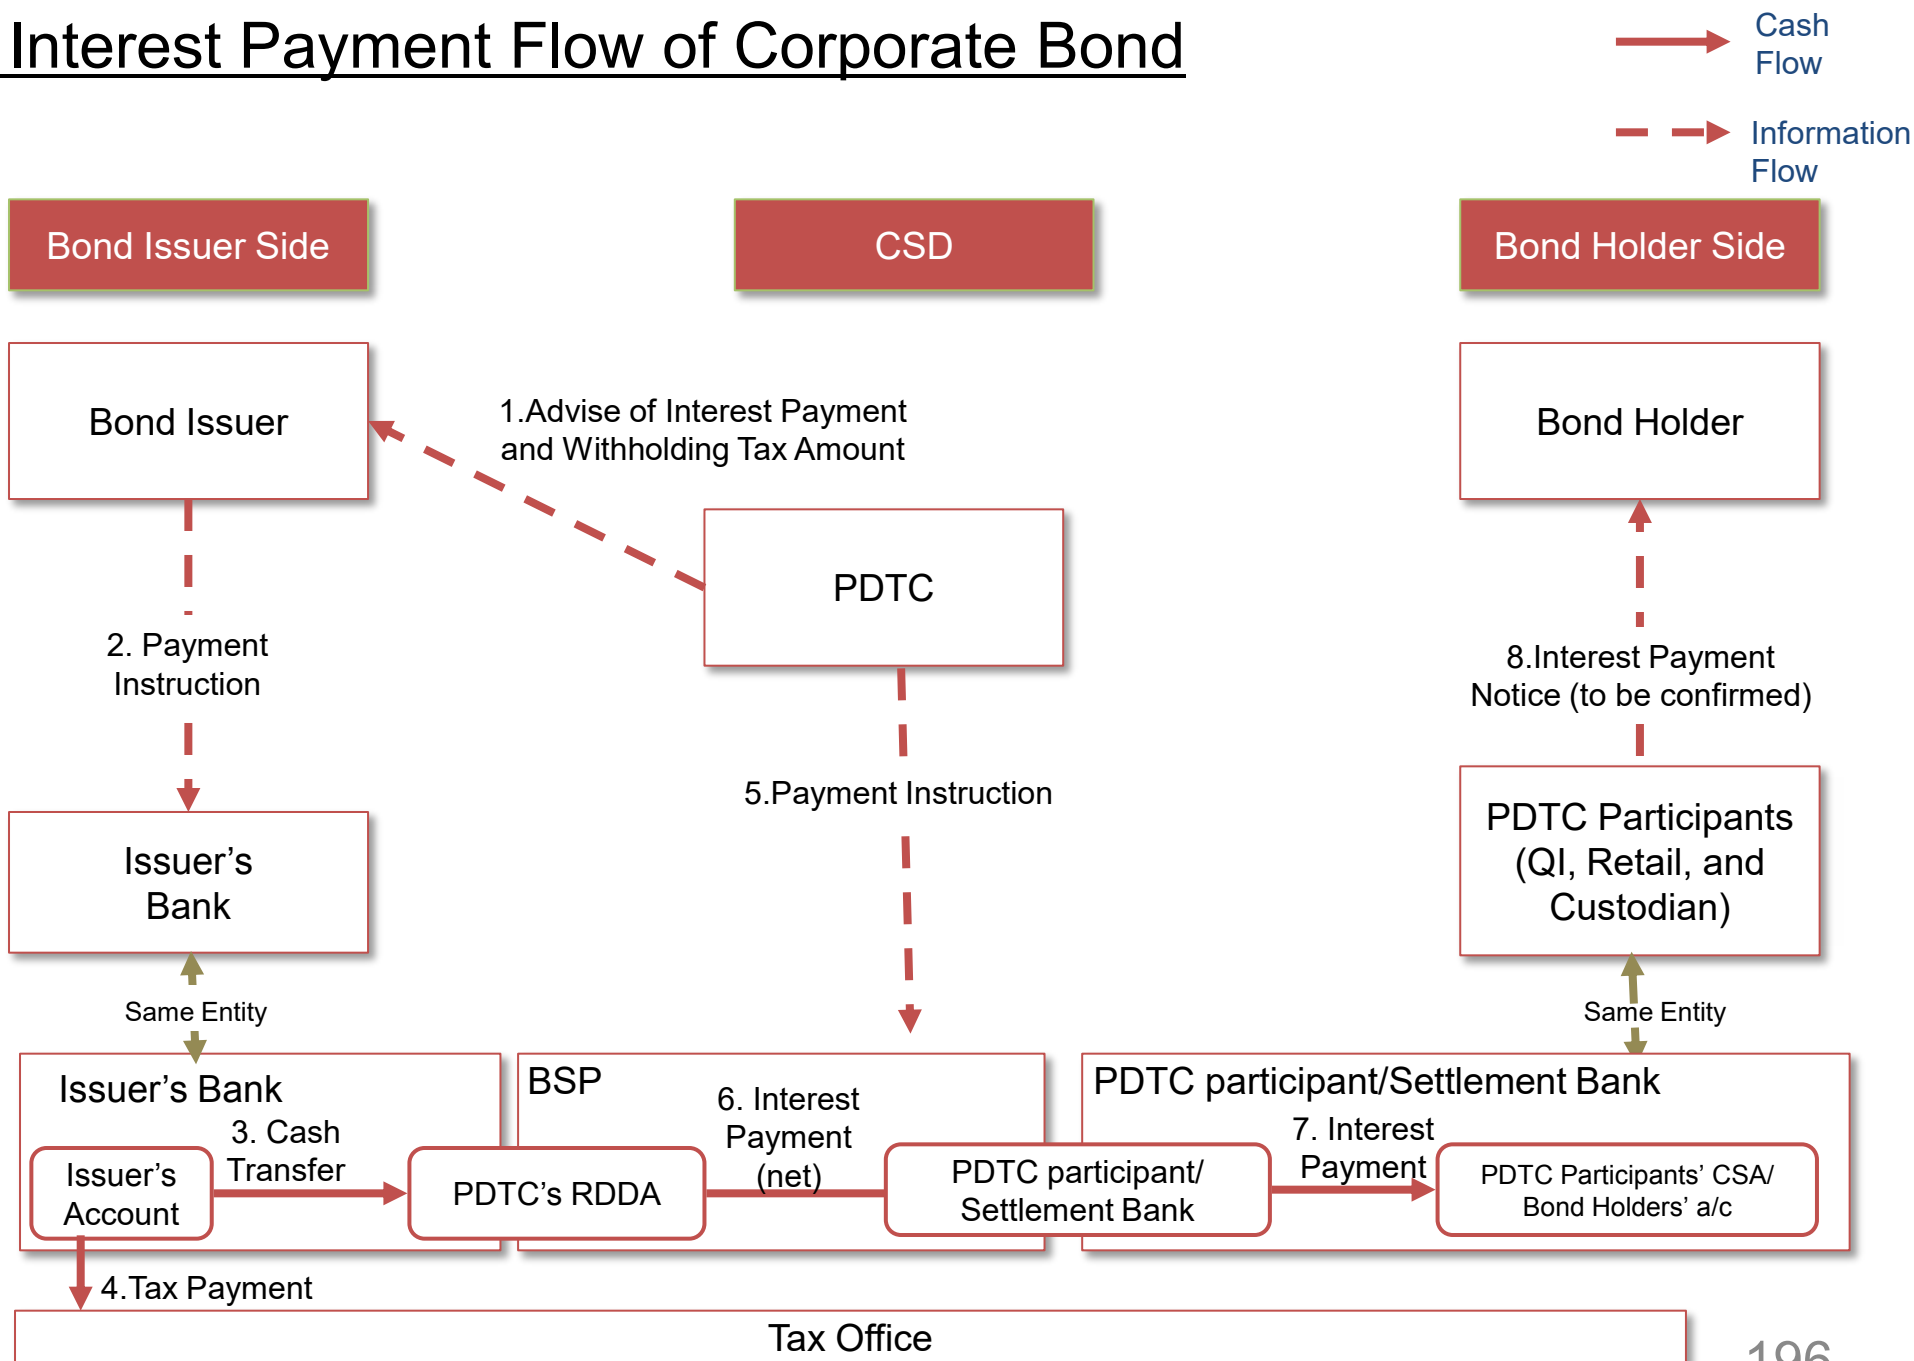 Interest Payment Flow of Corporate Bond
Cash
Flow
Information
Flow
Bond Issuer Side
CSD
Bond Holder Side
Bond Issuer
1.Advise of Interest Payment
and Withholding Tax Amount
Bond Holder
PDTC
2. Payment
Instruction
8.Interest Payment
Notice (to be confirmed)
5.Payment Instruction
Issuer’s
Bank
PDTC Participants
(QI, Retail, and
Custodian)
Same Entity
Same Entity
Issuer’s Bank
BSP
PDTC participant/Settlement Bank
3. Cash
Transfer
6. Interest
Payment
(net)
7. Interest
Payment
Issuer’s
Account
PDTC’s RDDA
PDTC participant/
Settlement Bank
PDTC Participants’ CSA/
Bond Holders’ a/c
4.Tax Payment
Tax Office
196